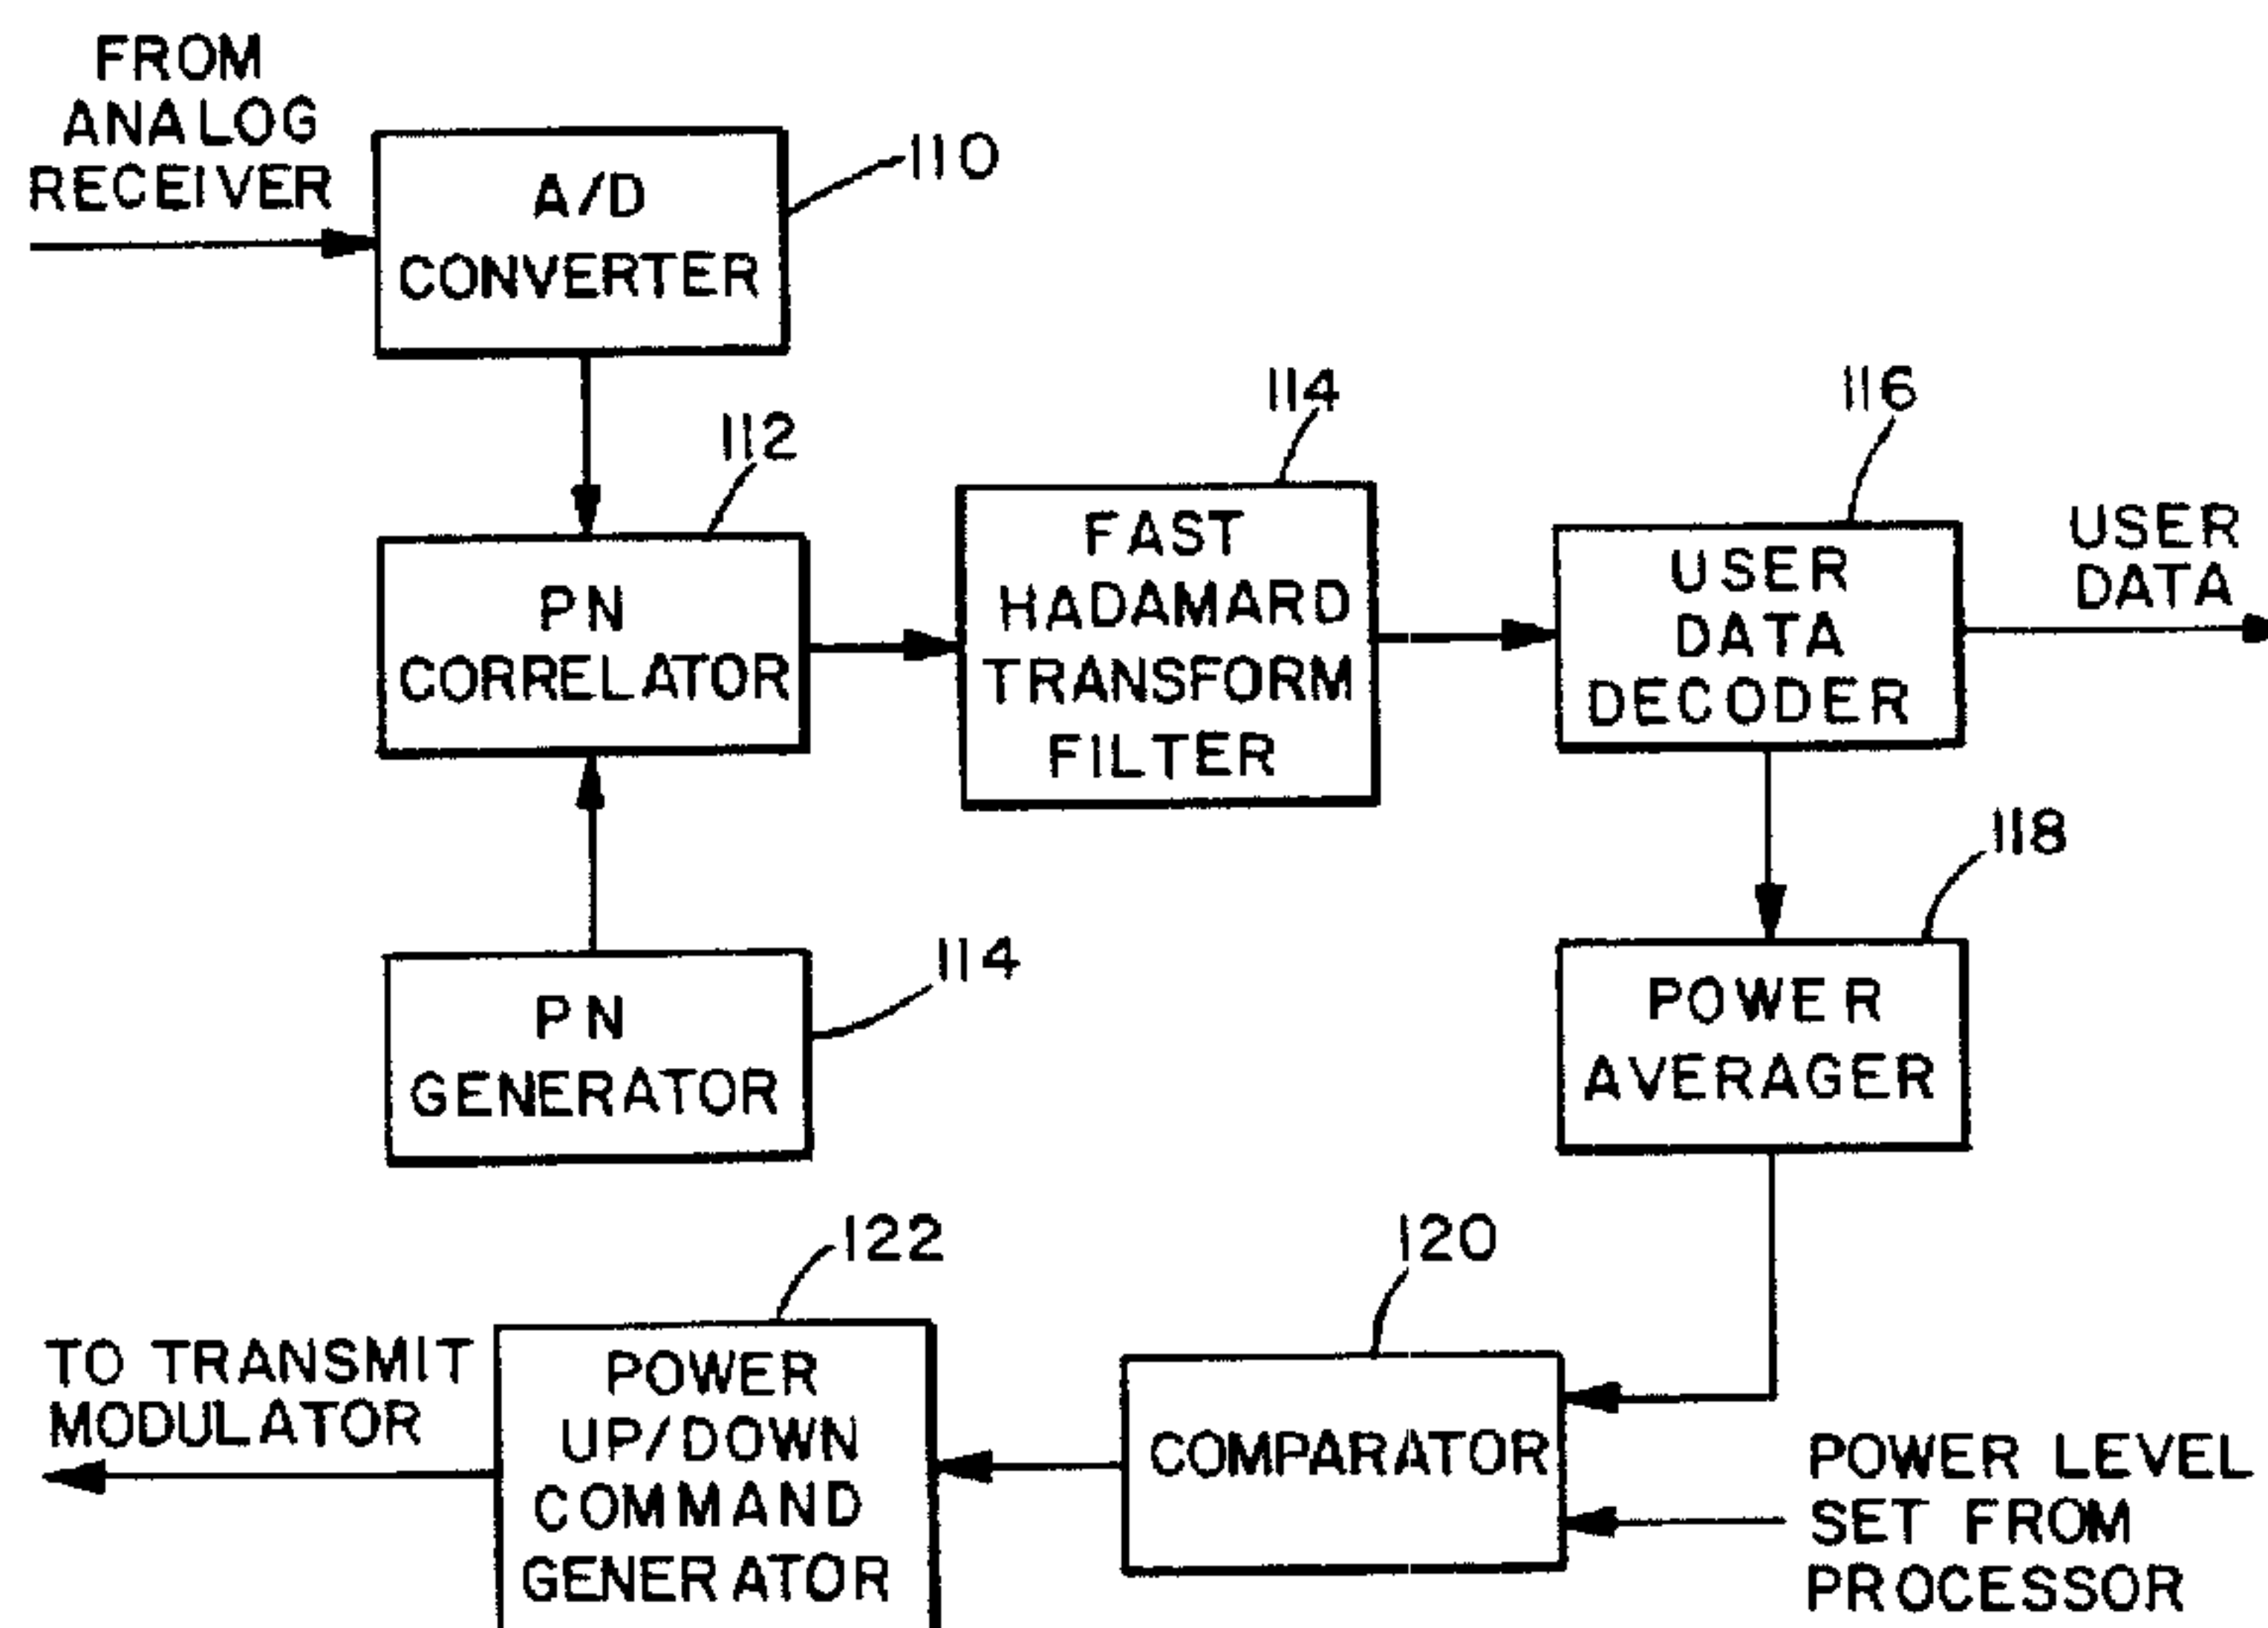 FROM
ANALOG
RECEIVER
A/D
CONVERTER
110
112
PN
CORRELATOR
114
FAST
HADAMARD
TRANSFORM
FILTER
116
USER
DATA
DECODER
USER
DATA
114
PN
GENERATOR
118
POWER
AVERAGER
122
POWER
UP/DOWN
COMMAND
GENERATOR
120
COMPARATOR
TO TRANSMIT
MODULATOR
POWER LEVEL
SET FROM
PROCESSOR